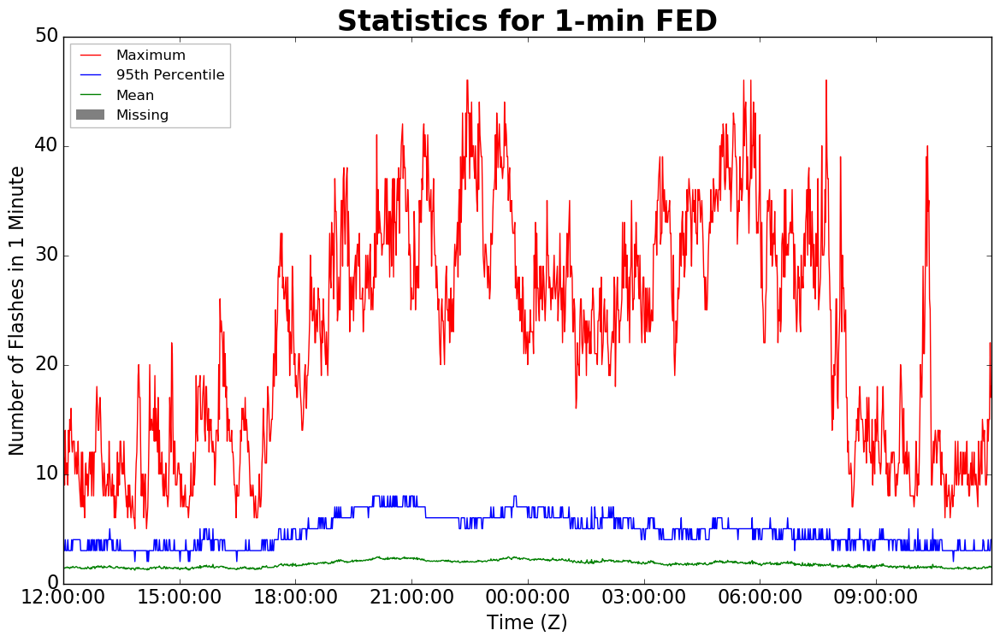 Statistics for 1-min FED
50
40
30
20
10
0
Number of Flashes in 1 Minute
Maximum
95th Percentile
Mean
Missing
12:00:00 15:00:00 18:00:00 21:00:00 00:00:00 03:00:00 06:00:00 09:00:00
Time (Z)